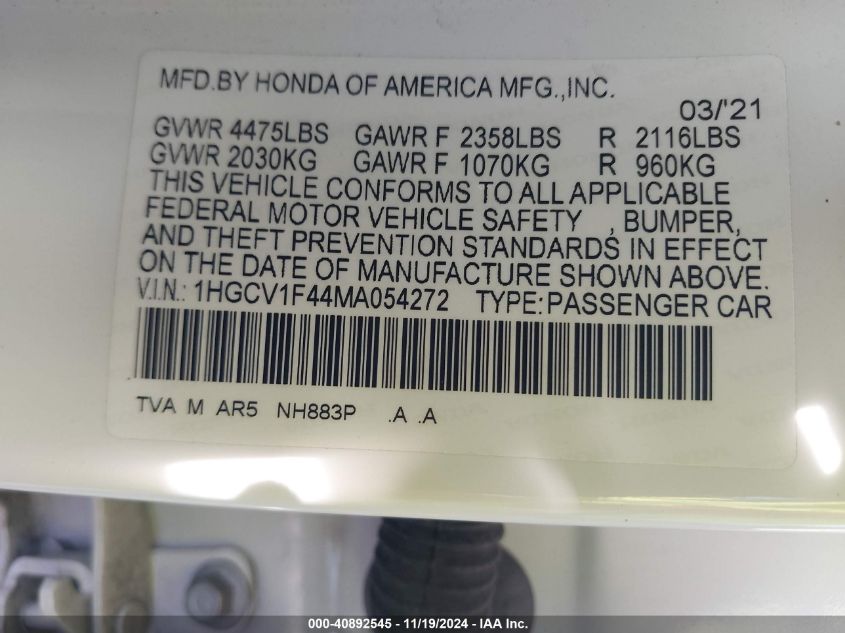 MFD.BY HONDA OF AMERICA MFG.,INC.
03/'21
GVWR 4475LBS GAWR F 2358LBS R 2116LBS
GVWR 2030KG GAWR F 1070KG R 960KG
THIS VEHICLE CONFORMS TO ALL APPLICABLE
FEDERAL MOTOR VEHICLE SAFETY , BUMPER,
AND THEFT PREVENTION STANDARDS IN EFFECT
ON THE DATE OF MANUFACTURE SHOWN ABOVE.
V.I.N.: 1HGCV1F44MA054272 TYPE:PASSENGER CAR
TVA M AR5 NH883P .A .A
000-40892545 - 11/19/2024 - IAA Inc.